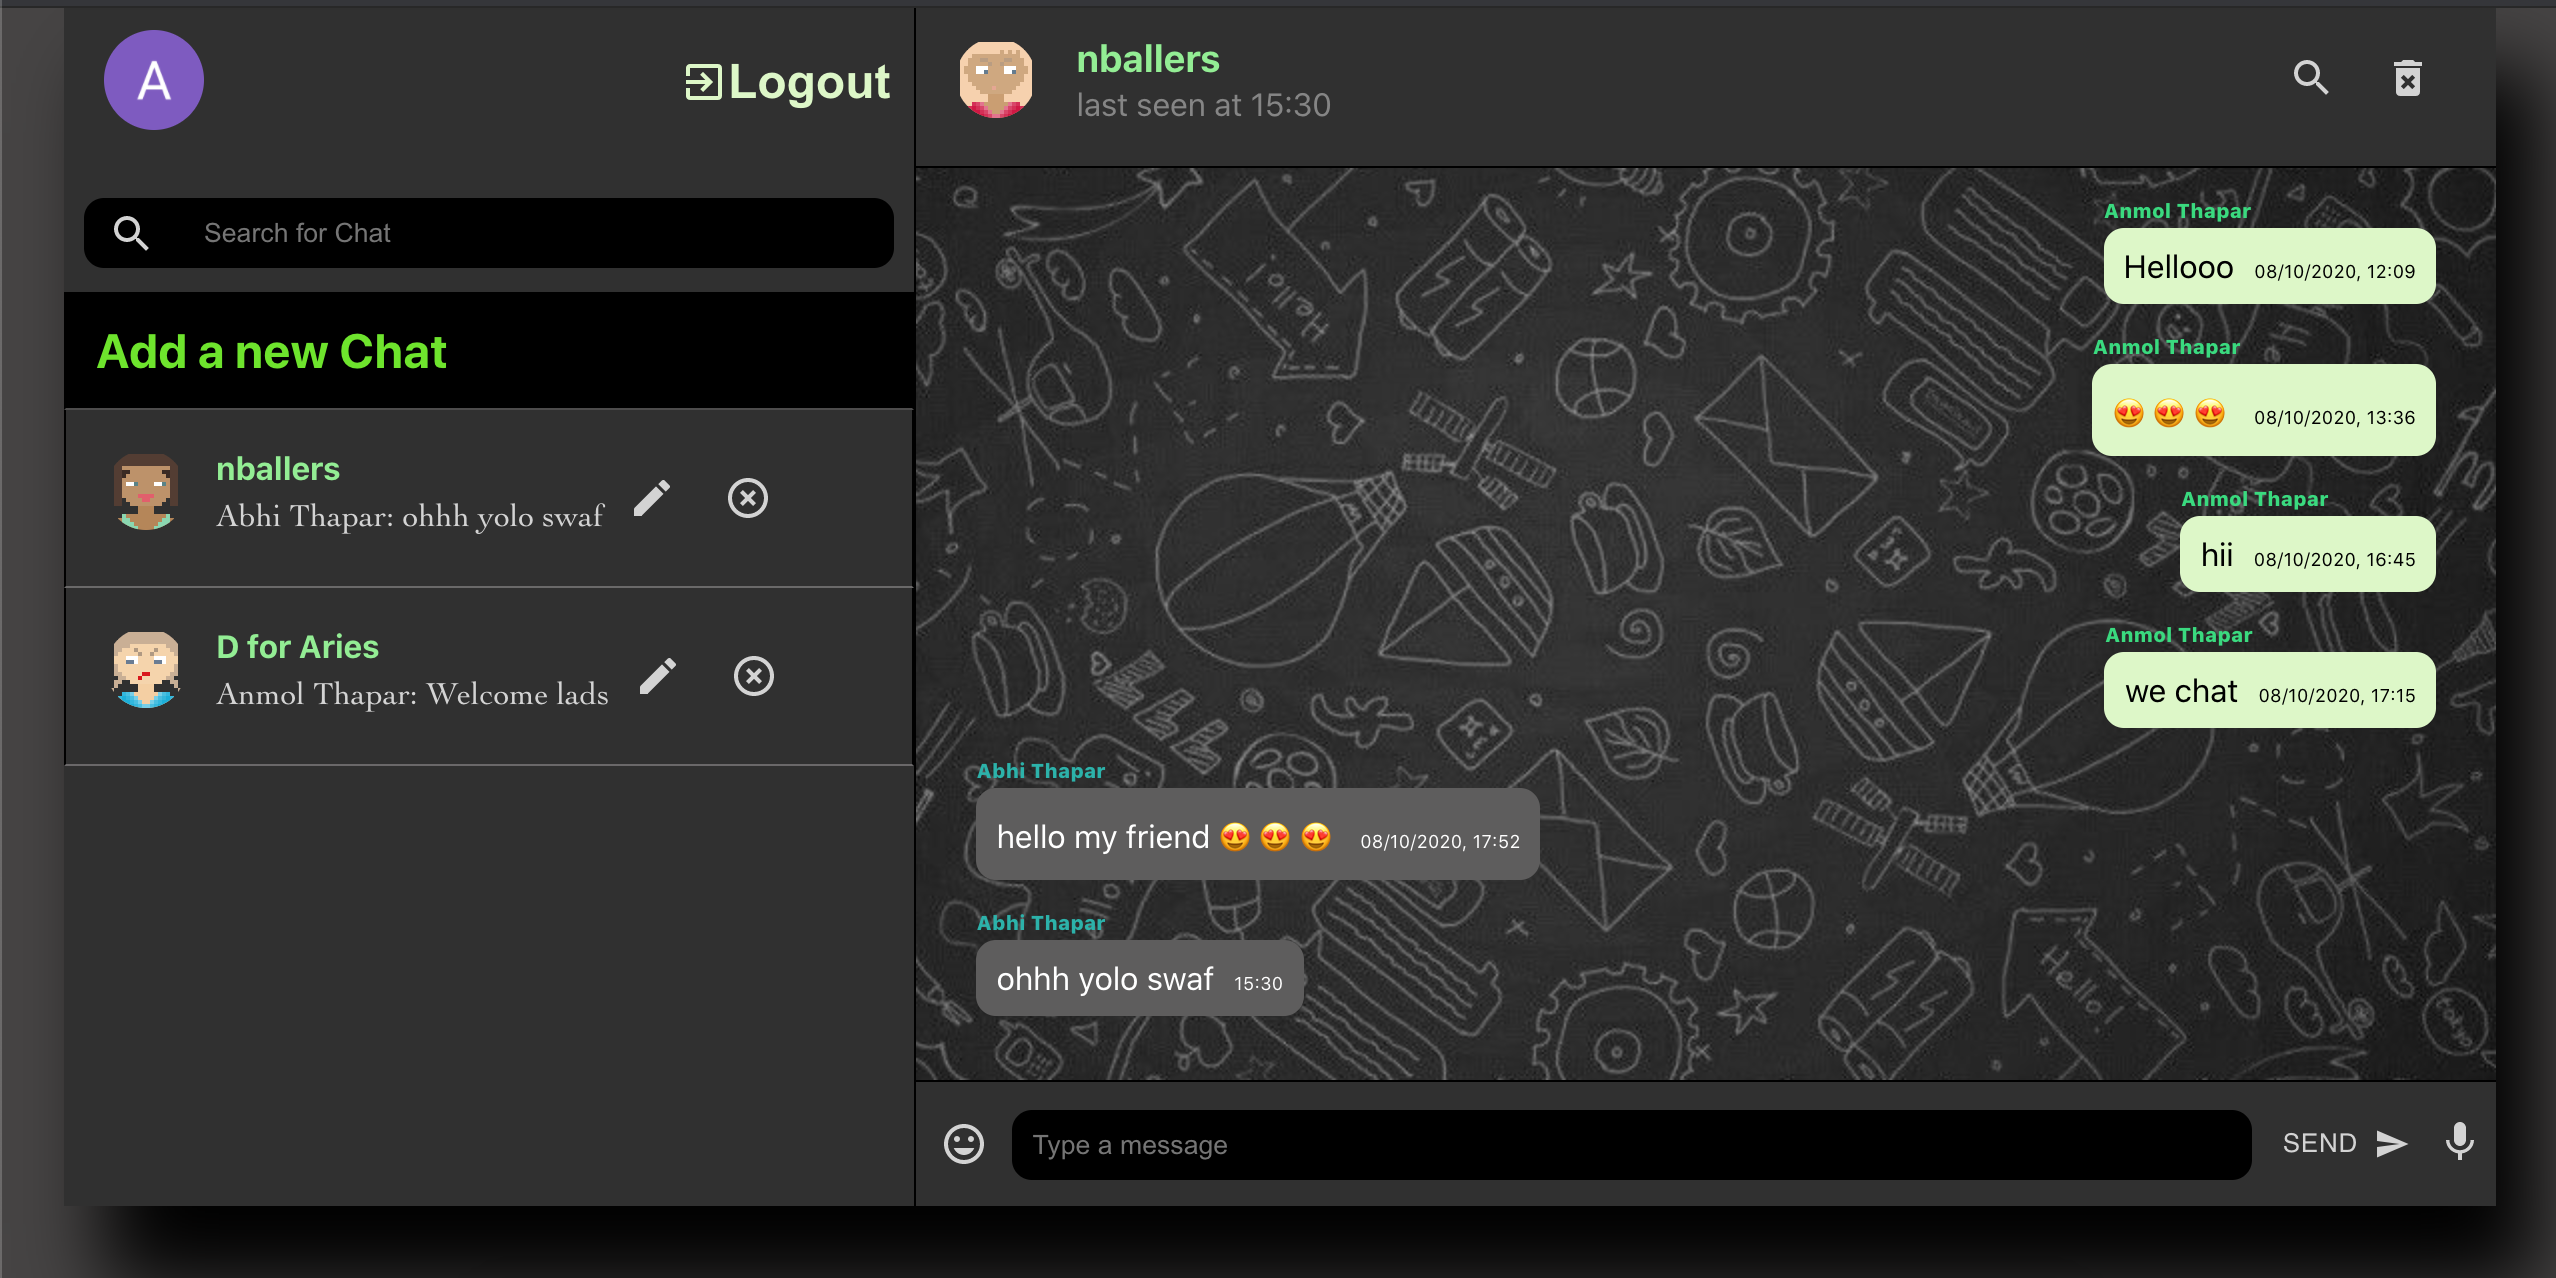 A
Logout
Search for Chat
Add a new Chat
nballers
Abhi Thapar: ohhh yolo swaf
D for Aries
Anmol Thapar: Welcome lads
nballers
last seen at 15:30
Anmol Thapar
Hellooo 08/10/2020, 12:09
Anmol Thapar
😍 😍 😍 08/10/2020, 13:36
Anmol Thapar
hii 08/10/2020, 16:45
Anmol Thapar
we chat 08/10/2020, 17:15
Abhi Thapar
hello my friend 😍 😍 😍 08/10/2020, 17:52
Abhi Thapar
ohhh yolo swaf 15:30
Hello!
Hello!
Tokyo
Type a message
SEND